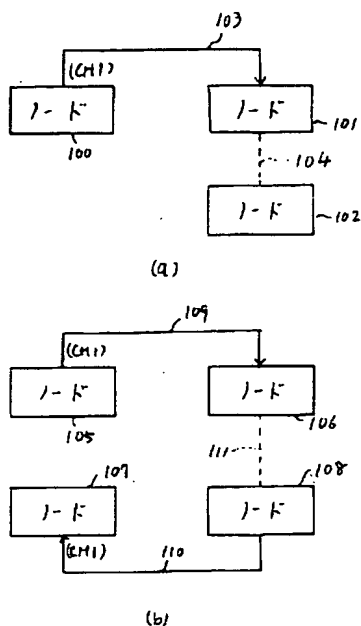 103
(CH1)
ノード ノード
100 101
104
ノード
102
(a)
109
(CH1)
ノード ノード
105 106
107 111 108
ノード ノード
(CH1) 110
(b)